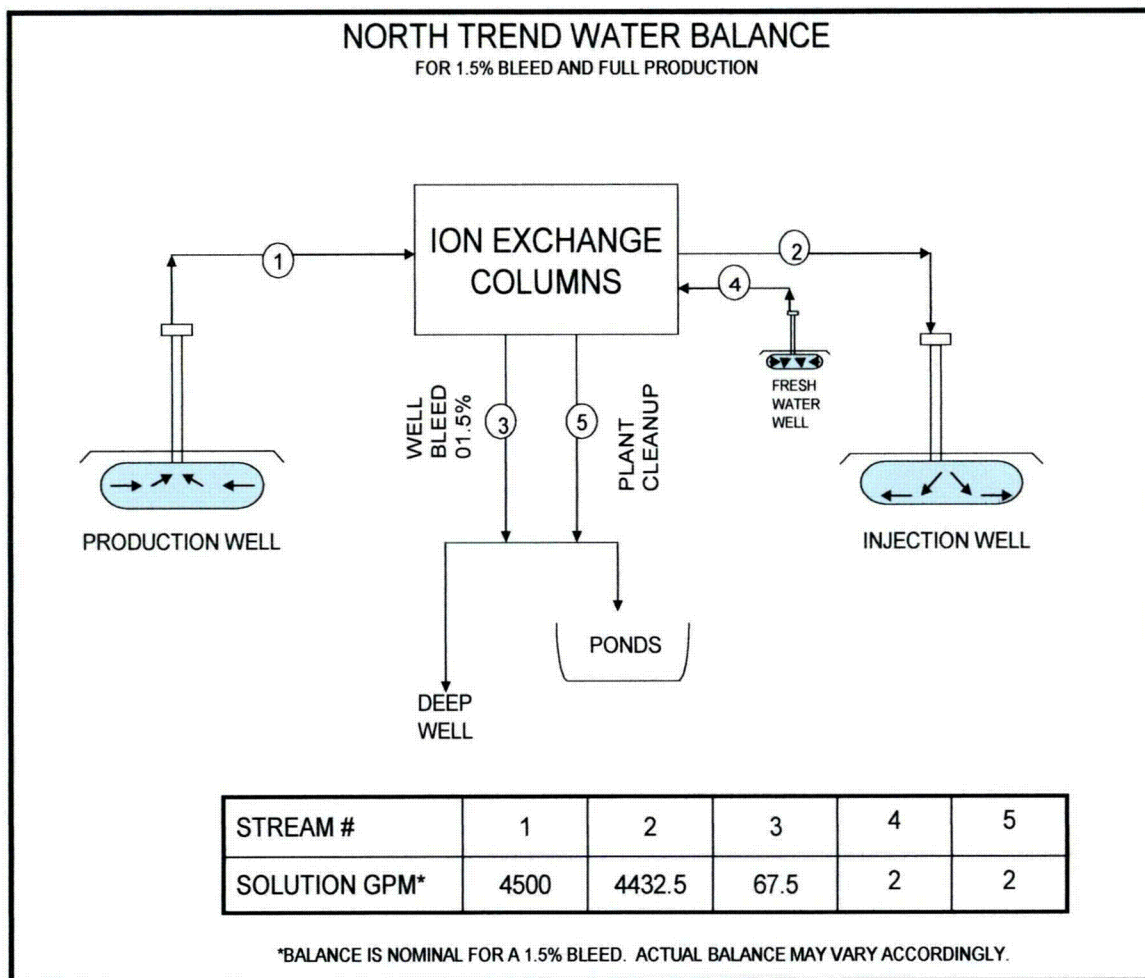 NORTH TREND WATER BALANCE
FOR 1.5% BLEED AND FULL PRODUCTION
ION EXCHANGE
COLUMNS
1
2
4
FRESH
WATER
WELL
WELL
BLEED
01.5%
3
5
PLANT
CLEANUP
PRODUCTION WELL
INJECTION WELL
PONDS
DEEP
WELL
STREAM # 1 2 3 4 5
SOLUTION GPM* 4500 4432.5 67.5 2 2
*BALANCE IS NOMINAL FOR A 1.5% BLEED. ACTUAL BALANCE MAY VARY ACCORDINGLY.